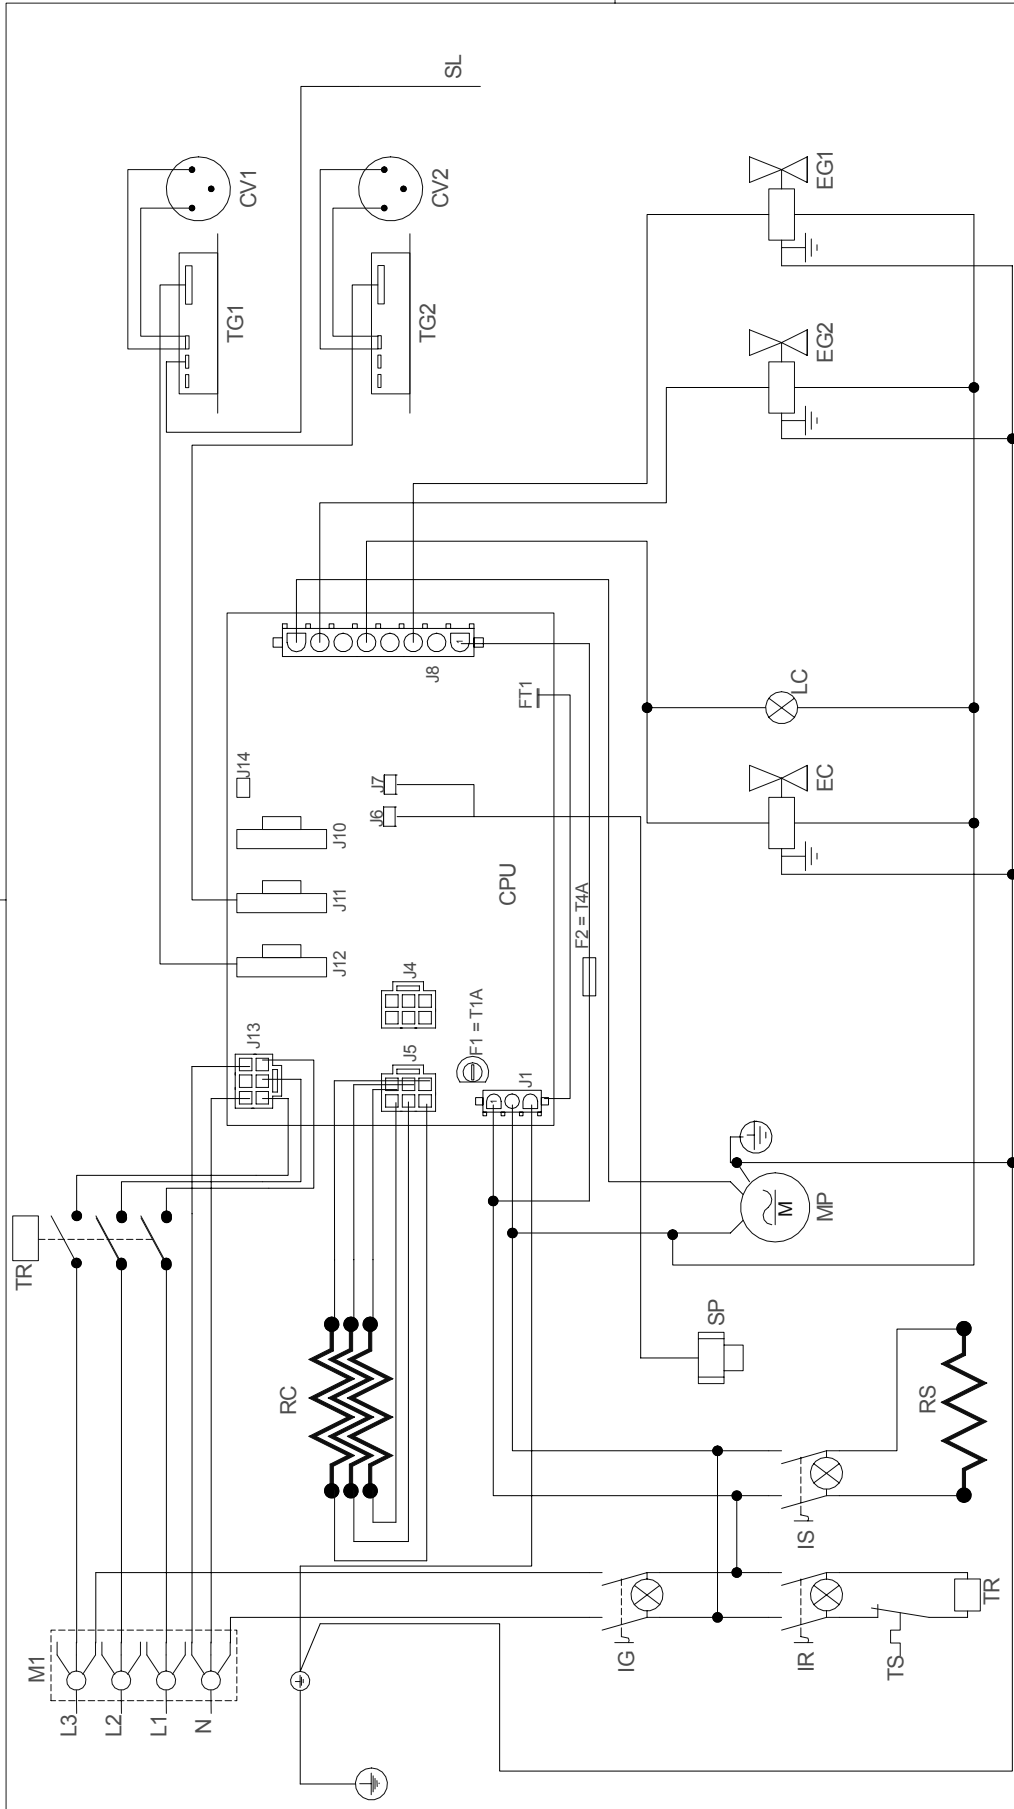 SL
CV1
CV2
TG1
TG2
EG1
EG2
J8
1
FT1
J14
J7
J6
J10
J11
J12
CPU
F2 = T4A
LC
EC
J4
J13
J5
F1 = T1A
J1
1
TR
M
MP
RC
SP
RS
IS
IG
IR
TR
TS
M1
L3
L2
L1
N